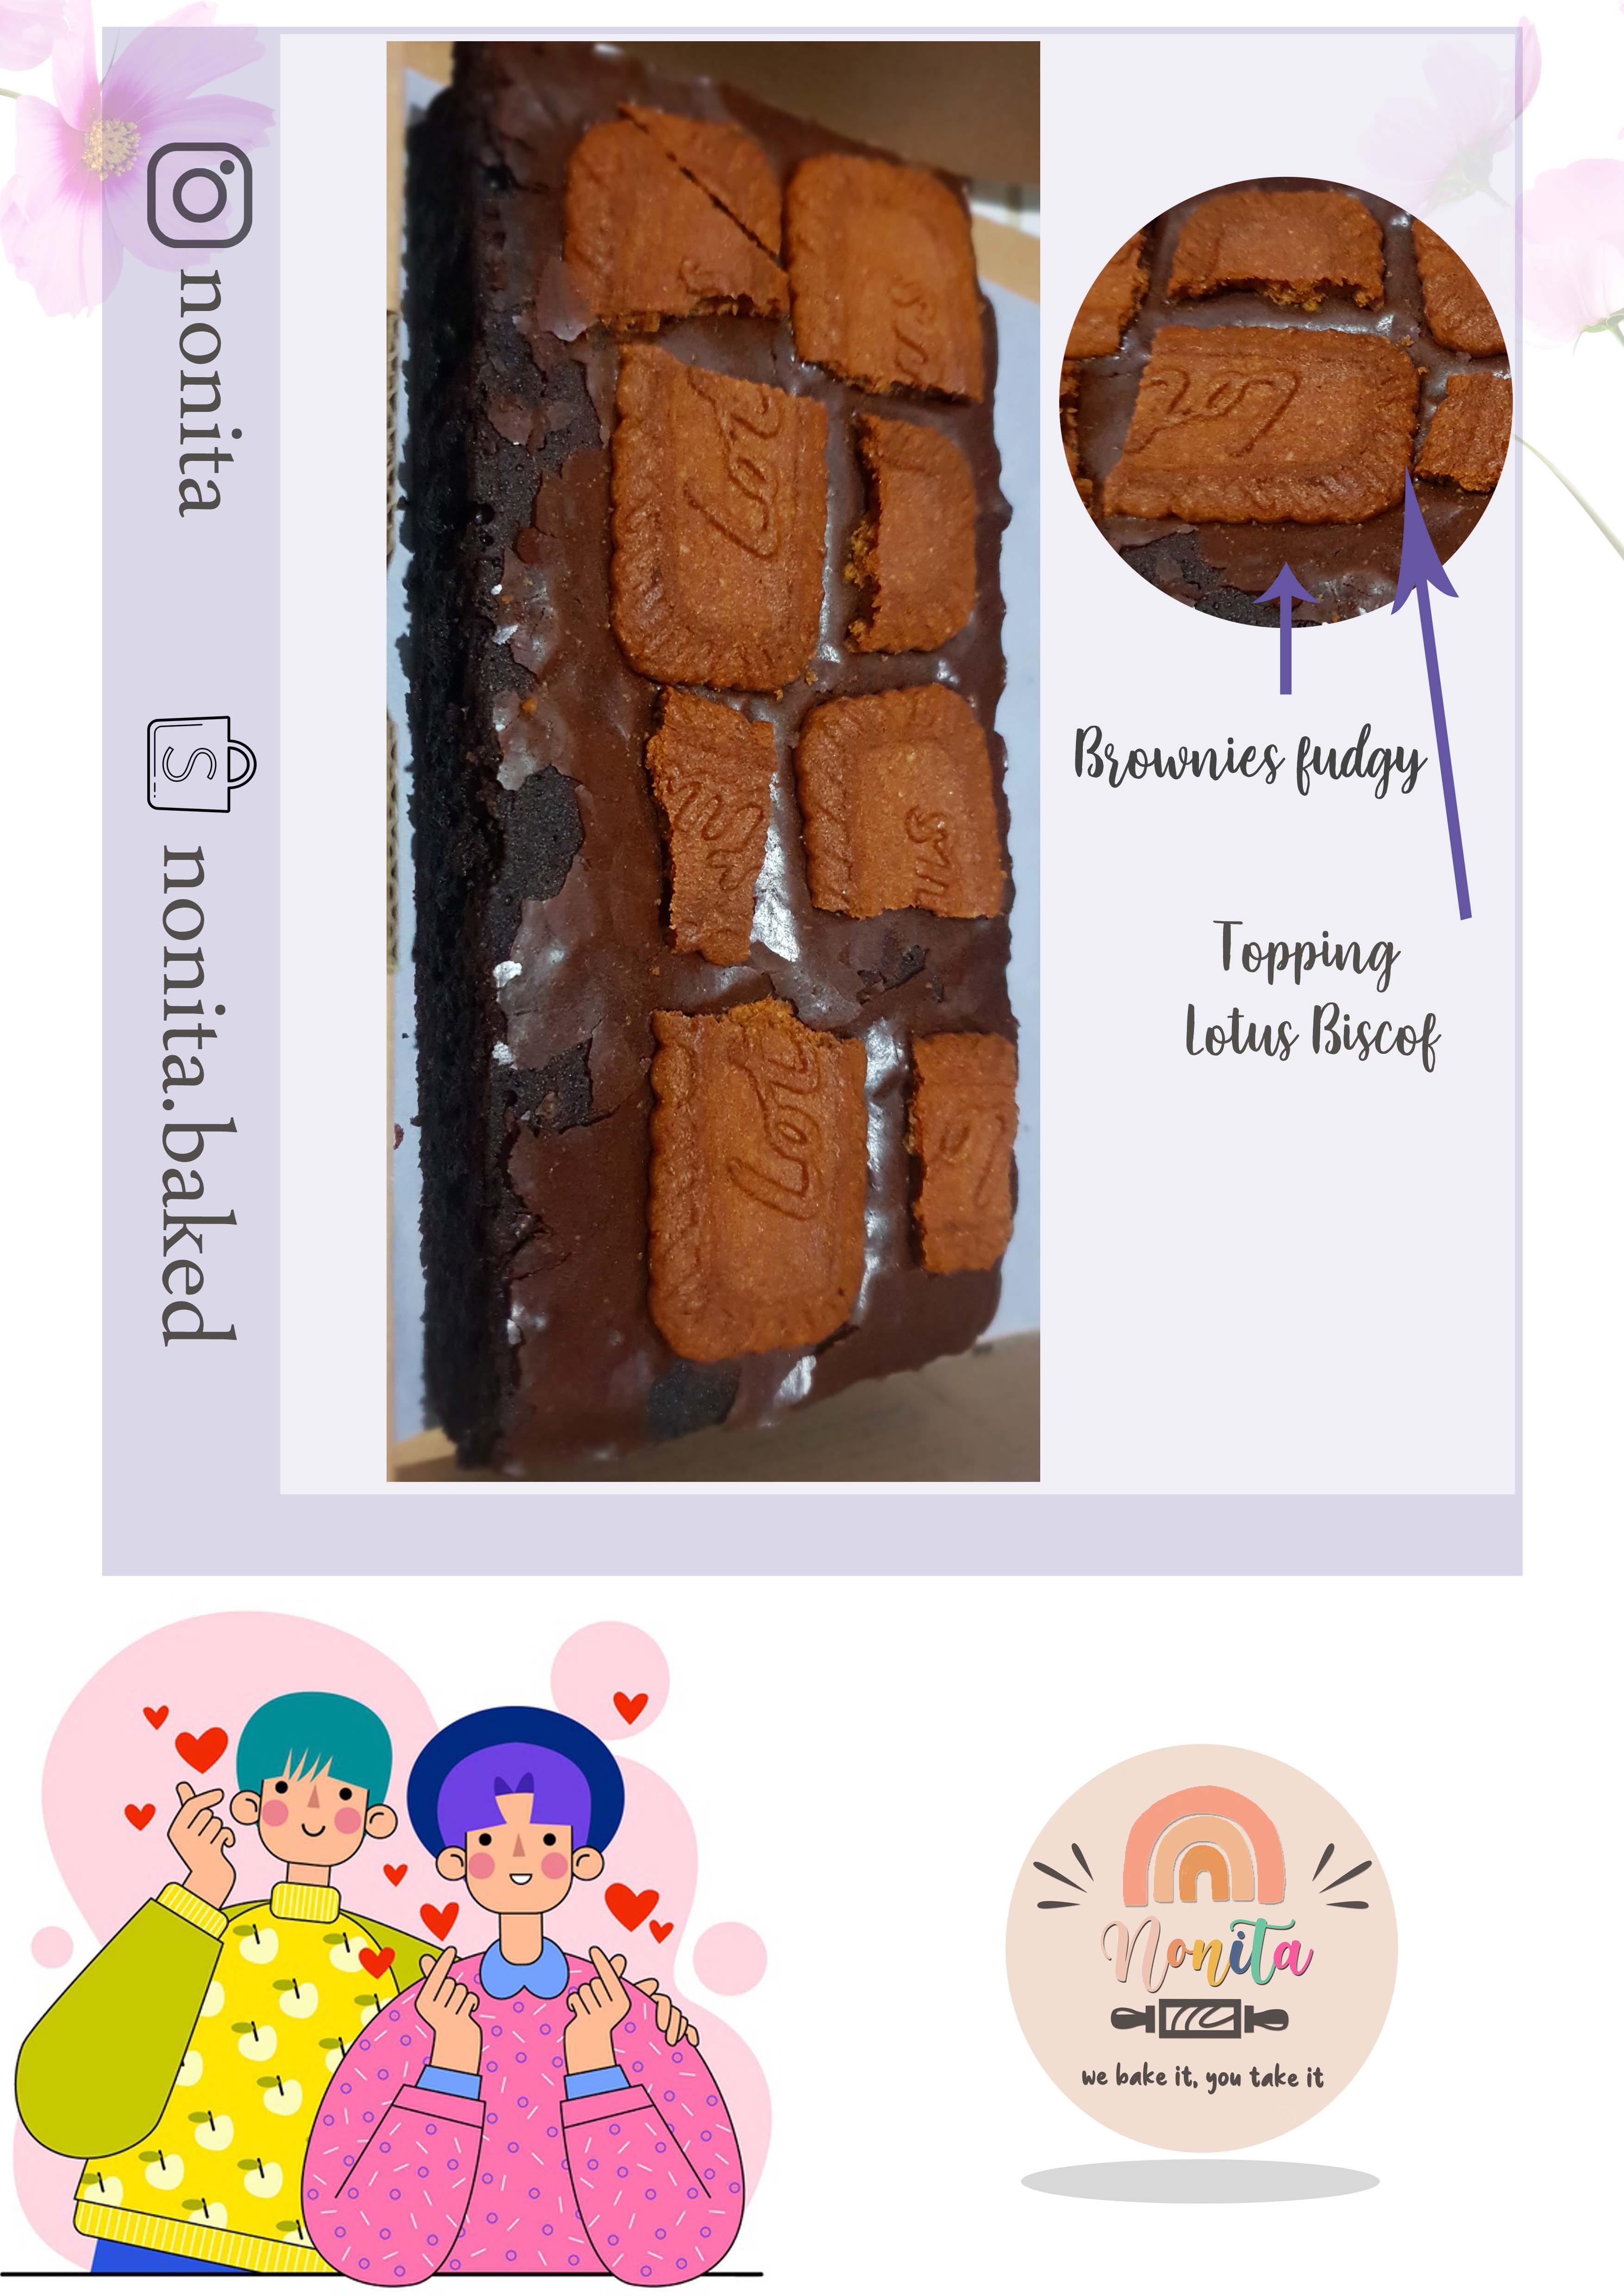 nonita
nonita.baked
Brownies fudgy
Topping
Lotus Biscof
Nonita
we bake it, you take it